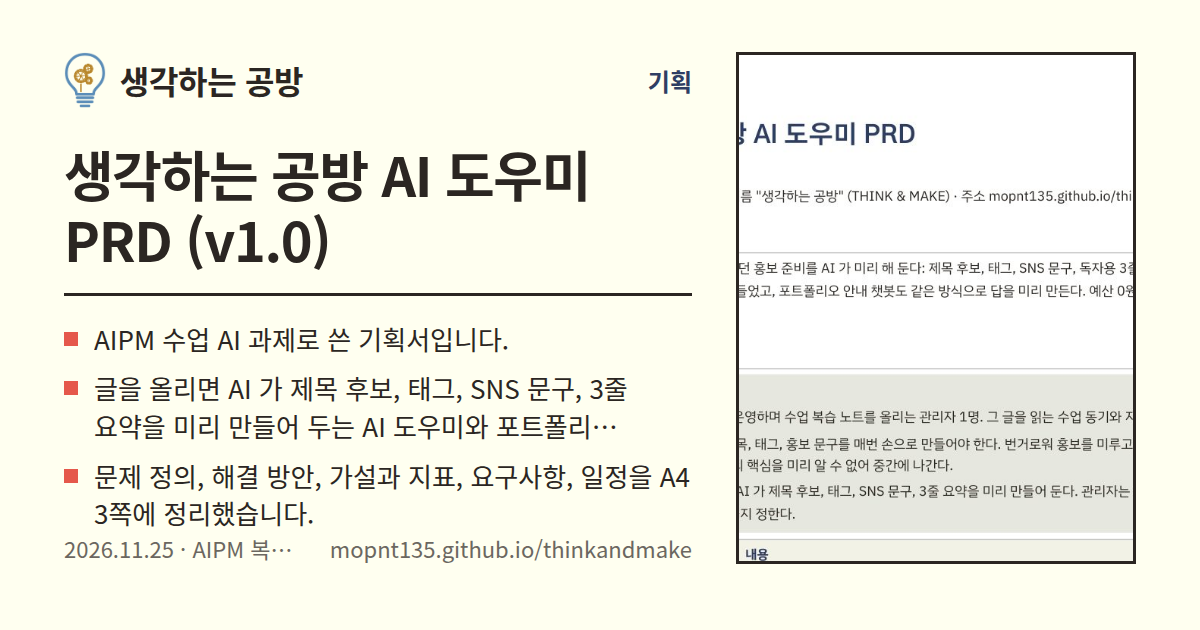 생각하는 공방
기획
생각하는 공방 AI 도우미
PRD (v1.0)
AIPM 수업 AI 과제로 쓴 기획서입니다.
글을 올리면 AI 가 제목 후보, 태그, SNS 문구, 3줄
요약을 미리 만들어 두는 AI 도우미와 포트폴리…
문제 정의, 해결 방안, 가설과 지표, 요구사항, 일정을 A4
3쪽에 정리했습니다.
2026.11.25 · AIPM 복…
mopnt135.github.io/thinkandmake
AI 도우미 PRD
름 "생각하는 공방" (THINK & MAKE) · 주소 mopnt135.github.io/thi
던 홍보 준비를 AI 가 미리 해 둔다: 제목 후보, 태그, SNS 문구, 독자용 3줄
들었고, 포트폴리오 안내 챗봇도 같은 방식으로 답을 미리 만든다. 예산 0원
운영하며 수업 복습 노트를 올리는 관리자 1명. 그 글을 읽는 수업 동기와 지
목, 태그, 홍보 문구를 매번 손으로 만들어야 한다. 번거로워 홍보를 미루고
핵심을 미리 알 수 없어 중간에 나간다.
AI 가 제목 후보, 태그, SNS 문구, 3줄 요약을 미리 만들어 둔다. 관리자는
지 정한다.
내용